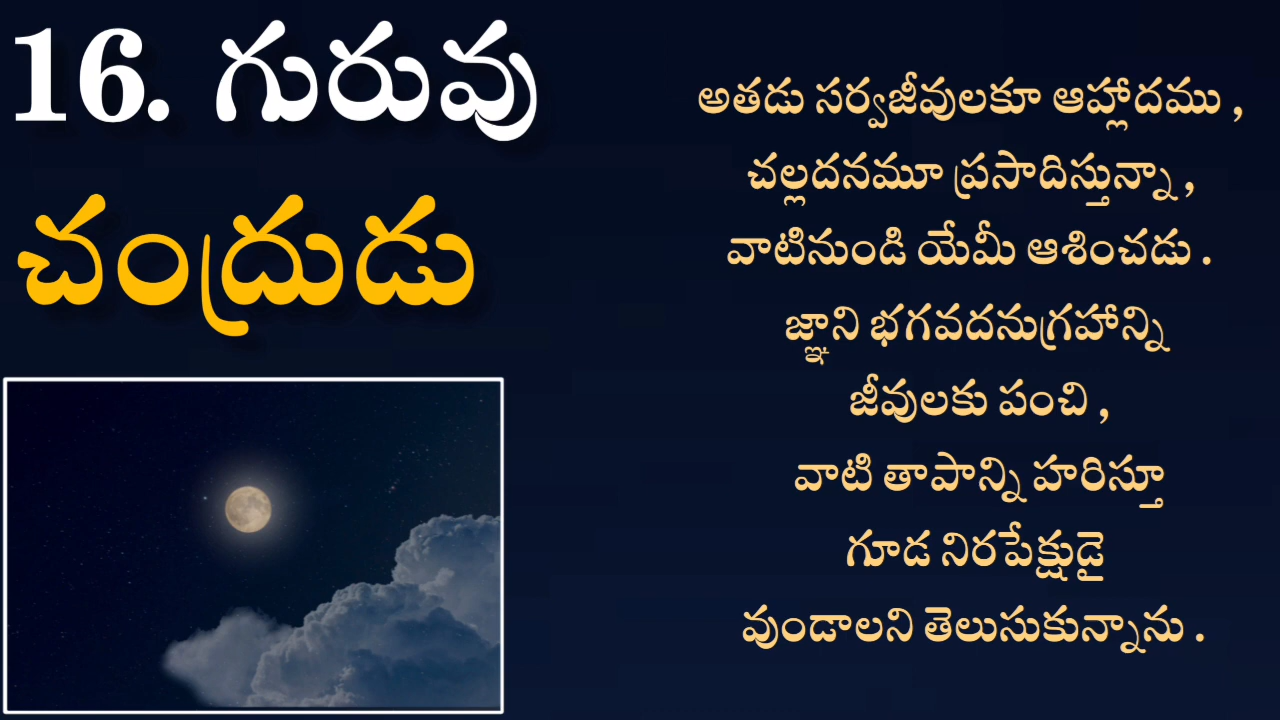 16. గురువు
చంద్రుడు
అతడు సర్వజీవులకూ ఆహ్లాదము ,
చల్లదనమూ ప్రసాదిస్తున్నా ,
వాటినుండి యేమీ ఆశించడు .
జ్ఞాని భగవదనుగ్రహాన్ని
జీవులకు పంచి ,
వాటి తాపాన్ని హరిస్తూ
గూడ నిరపేక్షుడై
వుండాలని తెలుసుకున్నాను .